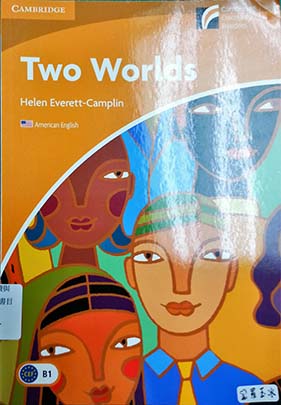 CAMBRIDGE
Two Worlds
Helen Everett-Camplin
American English
B1